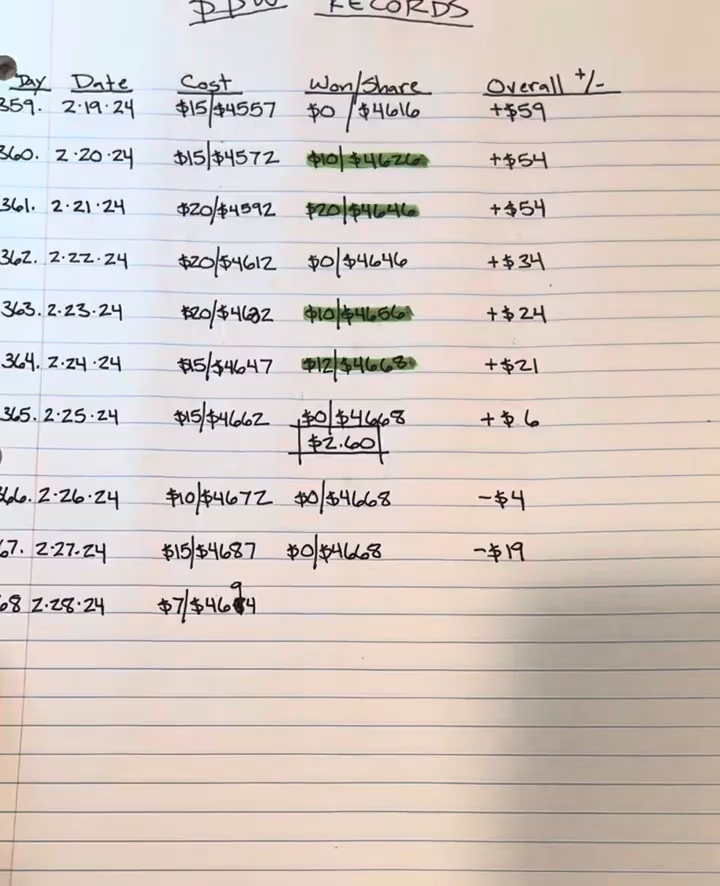 RECORDS
Day Date Cost Won/Share Overall +/-
359. 2.19.24 $15/$4557 $0/$4616 +$59
360. 2.20.24 $15/$4572 $10/$4626 +$54
361. 2.21.24 $20/$4592 $20/$4646 +$54
362. 2.22.24 $20/$4612 $0/$4646 +$34
363. 2.23.24 $20/$4632 $10/$4656 +$24
364. 2.24.24 $15/$4647 $12/$4668 +$21
365. 2.25.24 $15/$4662 $0/$4668 +$6
$2.60
66. 2.26.24 $10/$4672 $0/$4668 -$4
67. 2.27.24 $15/$4687 $0/$4668 -$19
68 2.28.24 $7/$4694